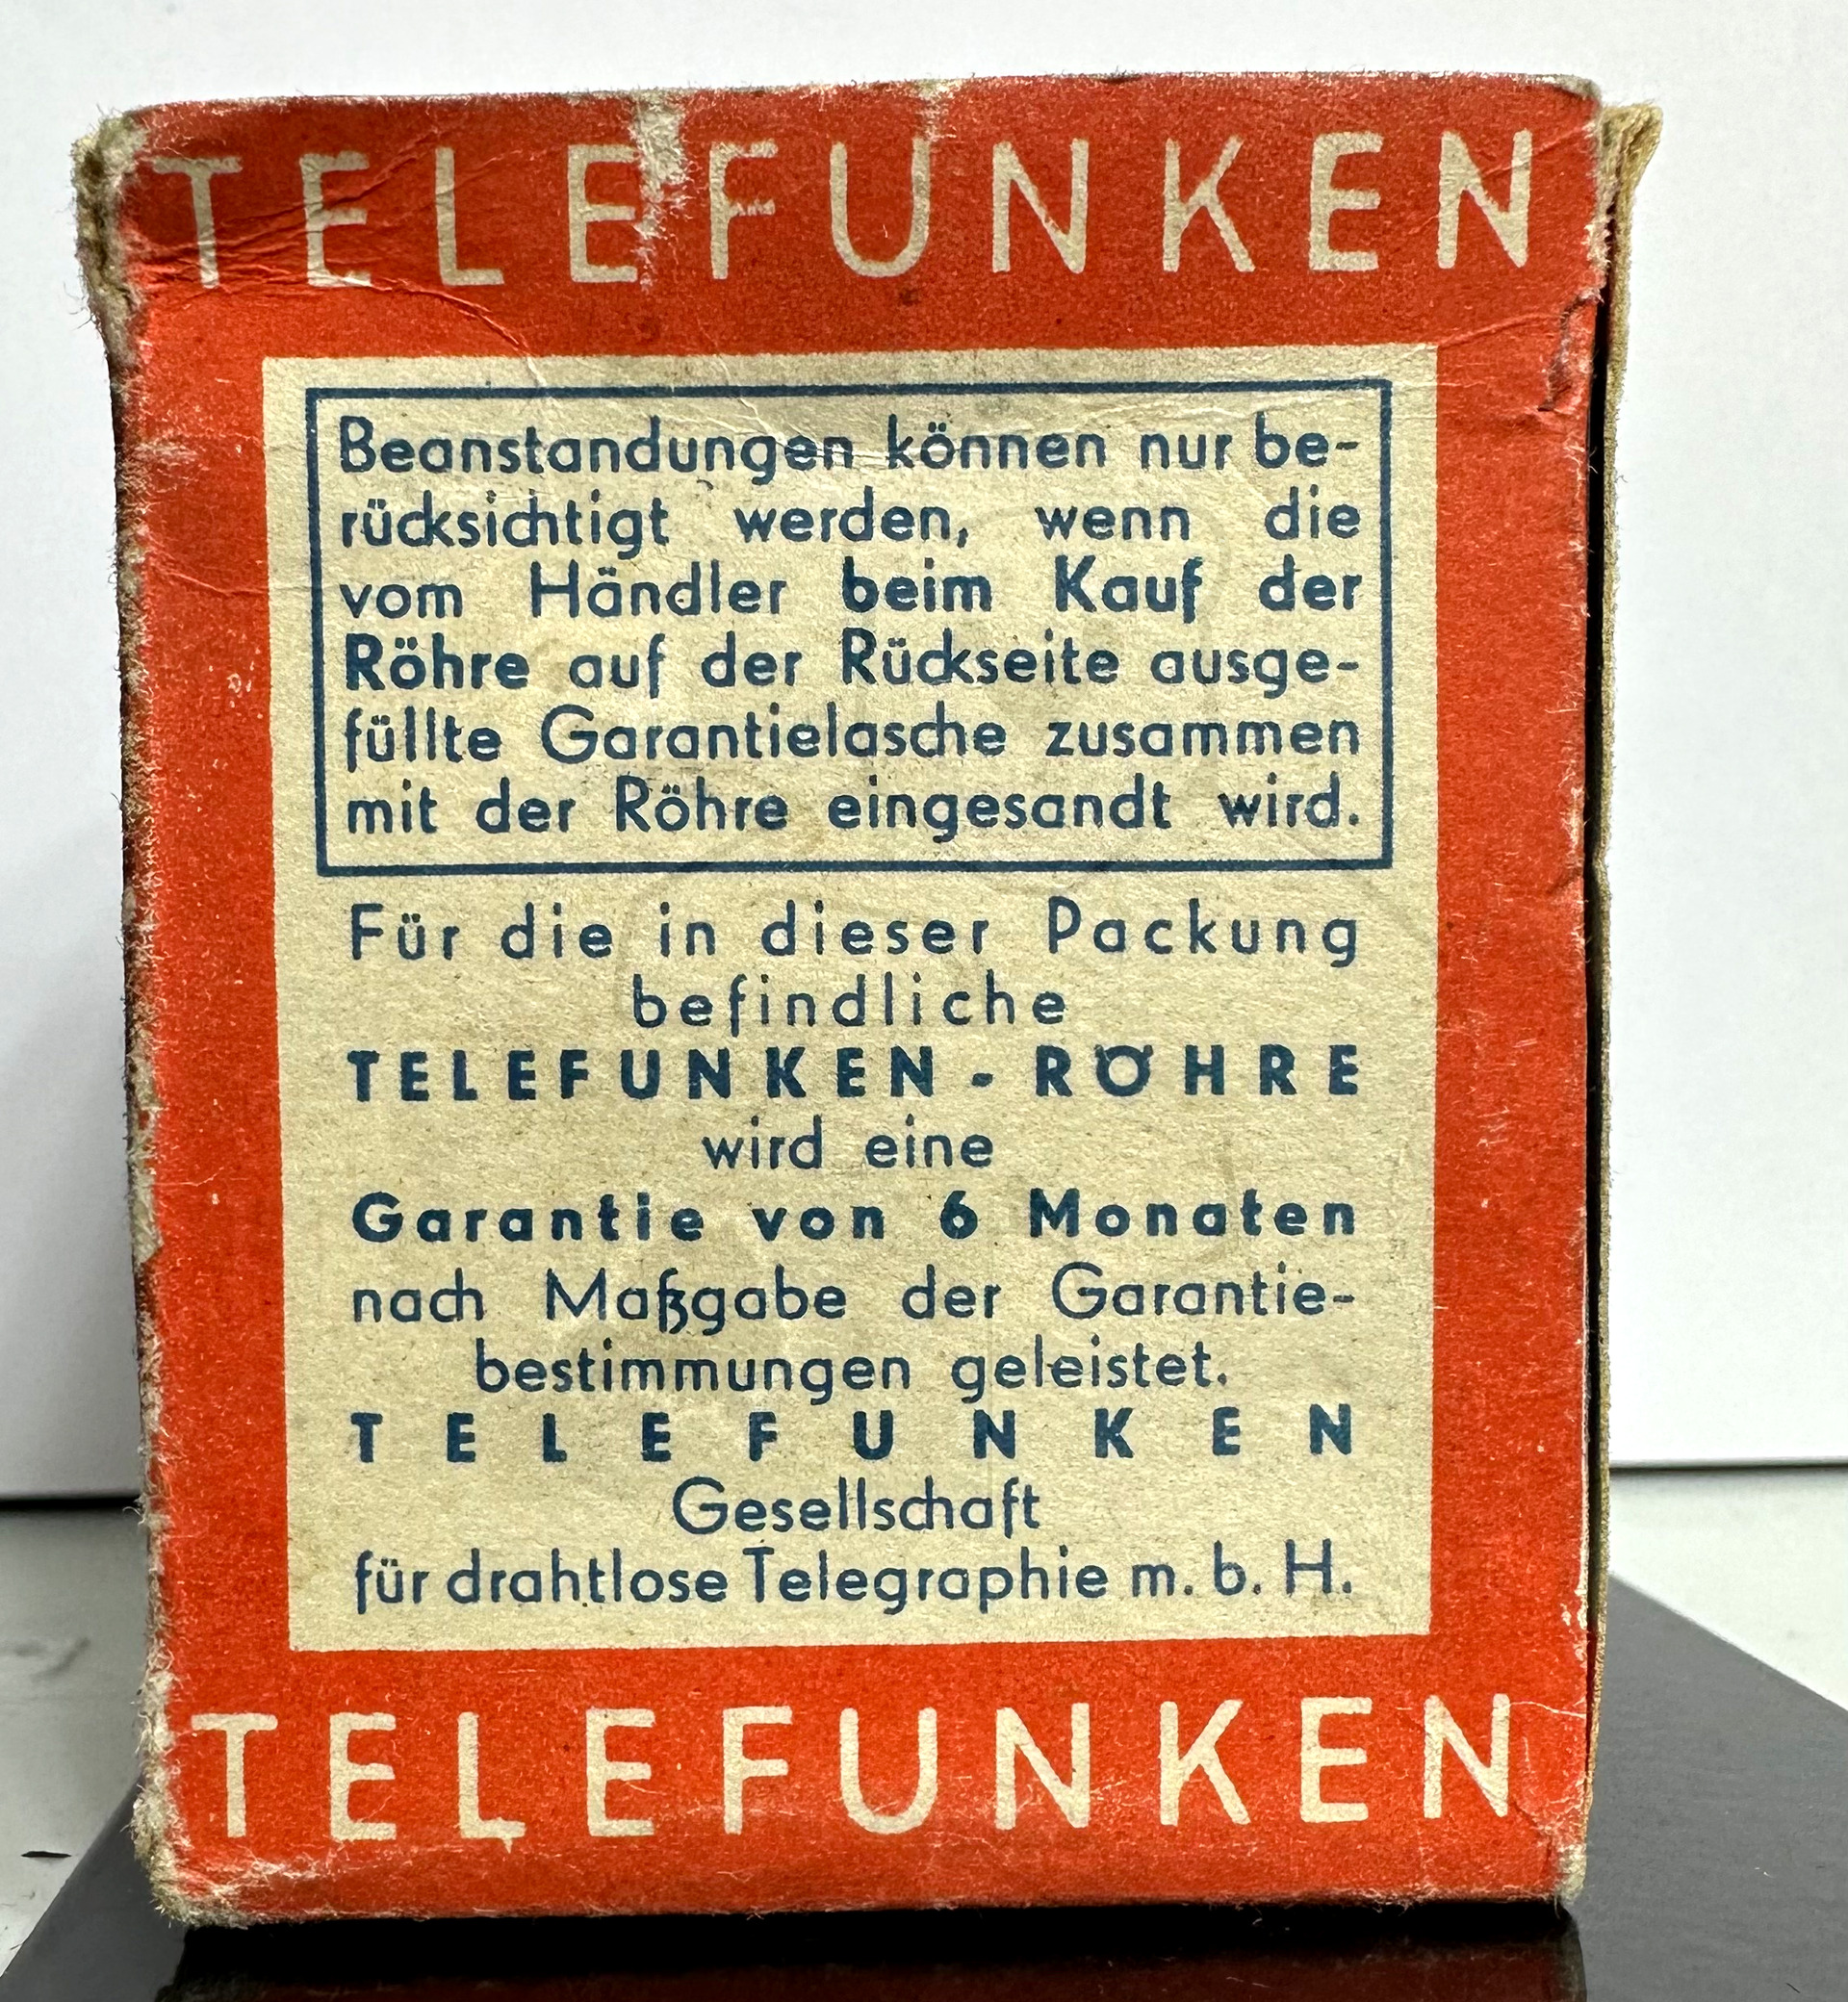 TELEFUNKEN
Beanstandungen können nur be-
rücksichtigt werden, wenn die
vom Händler beim Kauf der
Röhre auf der Rückseite ausge-
füllte Garantielasche zusammen
mit der Röhre eingesandt wird.
Für die in dieser Packung
befindliche
TELEFUNKEN-RÖHRE
wird eine
Garantie von 6 Monaten
nach Maßgabe der Garantie-
bestimmungen geleistet.
TELEFUNKEN
Gesellschaft
für drahtlose Telegraphie m. b. H.
TELEFUNKEN